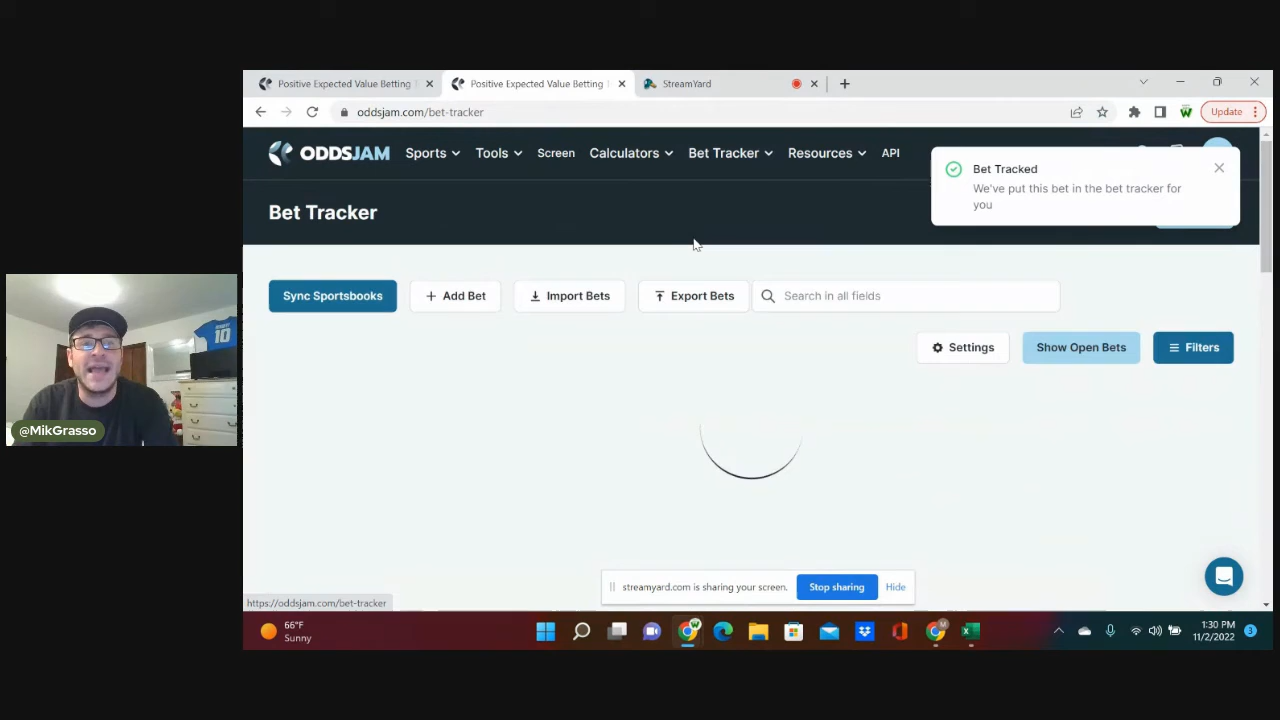 Positive Expected Value Betting
Positive Expected Value Betting
StreamYard
oddsjam.com/bet-tracker
Update
ODDSJAM
Sports
Tools
Screen
Calculators
Bet Tracker
Resources
API
Bet Tracked
We've put this bet in the bet tracker for
you
Bet Tracker
Sync Sportsbooks
Add Bet
Import Bets
Export Bets
Search in all fields
Settings
Show Open Bets
Filters
10
@MikGrasso
streamyard.com is sharing your screen.
Stop sharing
Hide
https://oddsjam.com/bet-tracker
66°F
Sunny
1:30 PM
11/2/2022
3